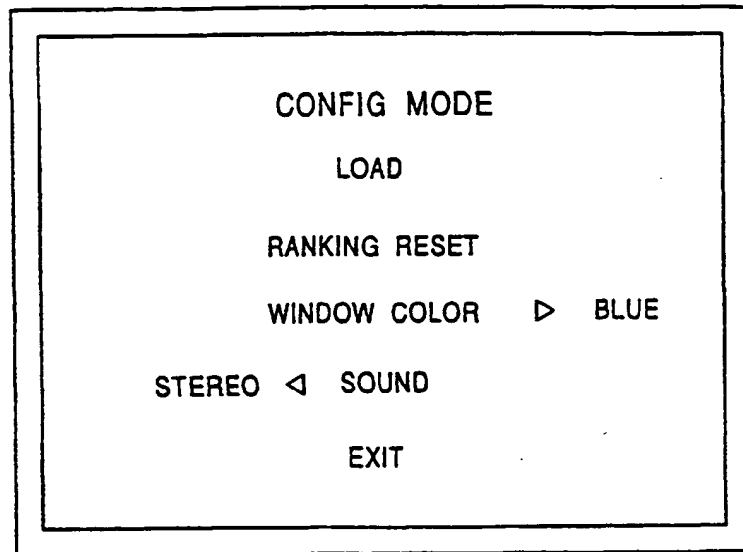 CONFIG MODE
LOAD
RANKING RESET
WINDOW COLOR ▷ BLUE
STEREO ◁ SOUND
EXIT